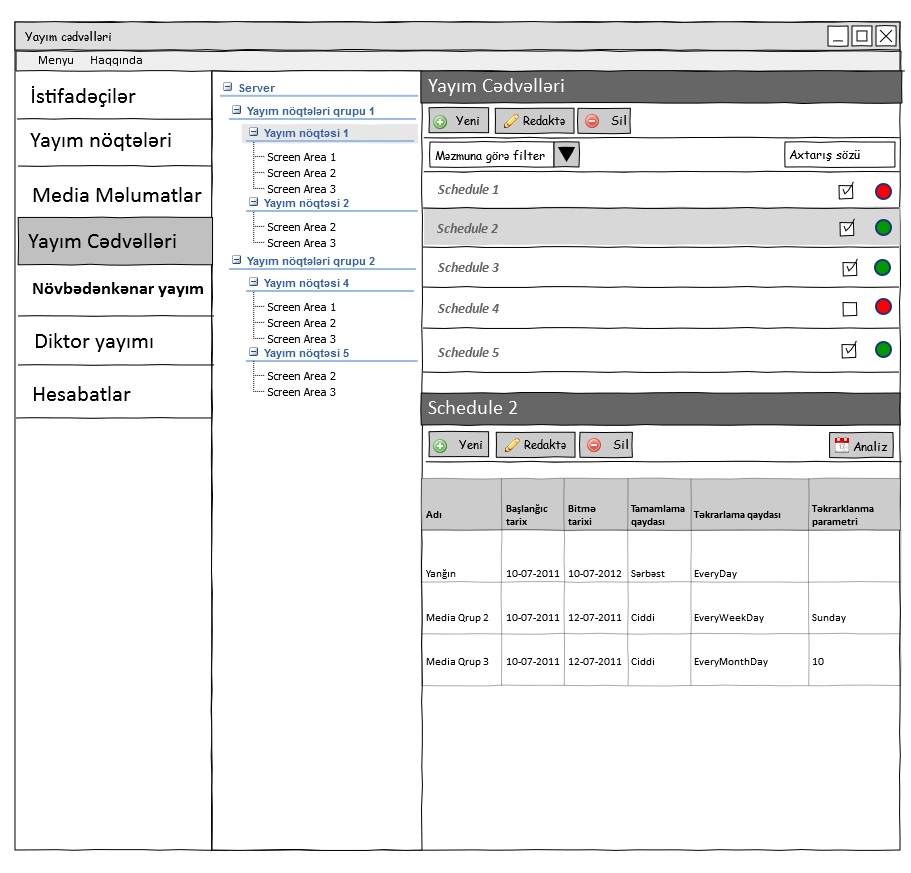 Yayım cədvəlləri
Menyu Haqqında
İstifadəçilər
Yayım nöqtələri
Media Məlumatlar
Yayım Cədvəlləri
Növbədənkənar yayım
Diktor yayımı
Hesabatlar
Server
Yayım nöqtələri qrupu 1
Yayım nöqtəsi 1
Screen Area 1
Screen Area 2
Screen Area 3
Yayım nöqtəsi 2
Screen Area 2
Screen Area 3
Yayım nöqtələri qrupu 2
Yayım nöqtəsi 4
Screen Area 1
Screen Area 2
Screen Area 3
Yayım nöqtəsi 5
Screen Area 2
Screen Area 3
Yayım Cədvəlləri
Yeni Redaktə Sil
Məzmuna görə filter Axtarış sözü
Schedule 1
Schedule 2
Schedule 3
Schedule 4
Schedule 5
Schedule 2
Yeni Redaktə Sil Analiz
Adı Başlanğıc tarix Bitmə tarixi Tamamlama qaydası Təkrarlama qaydası Təkrarklanma parametri
Yanğın 10-07-2011 10-07-2012 Sərbəst EveryDay
Media Qrup 2 10-07-2011 12-07-2011 Ciddi EveryWeekDay Sunday
Media Qrup 3 10-07-2011 12-07-2011 Ciddi EveryMonthDay 10